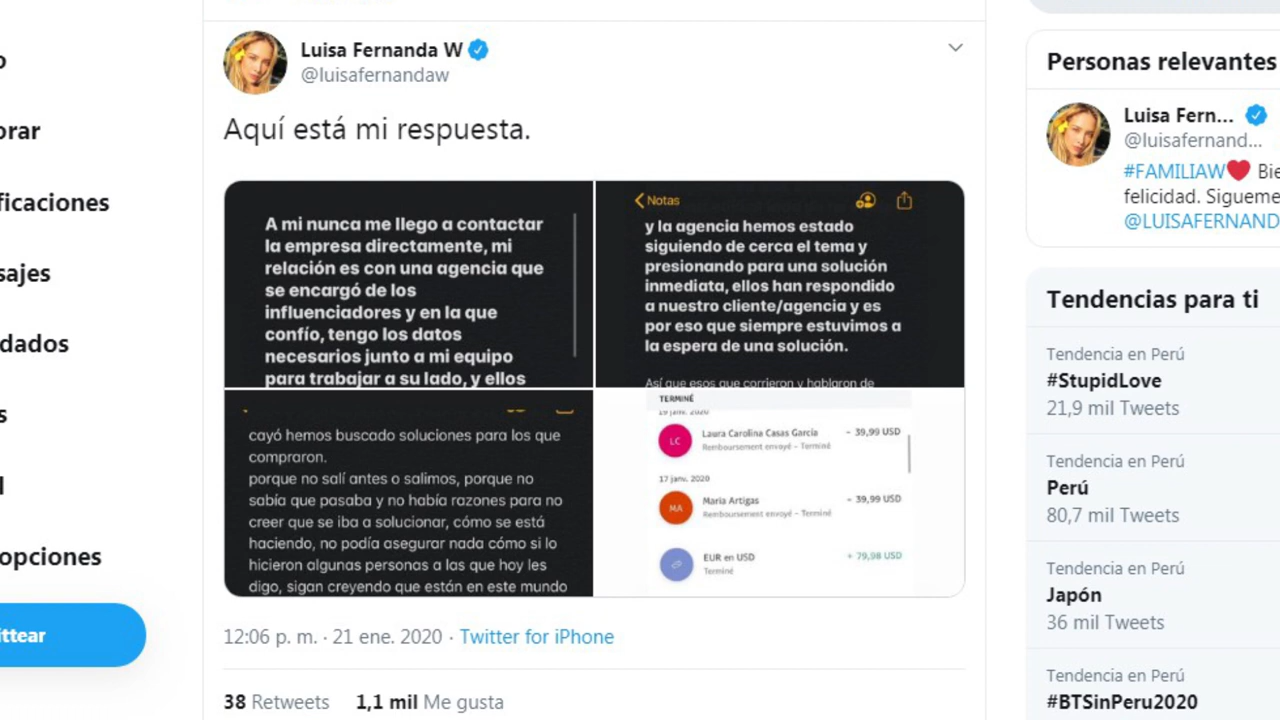 o
orar
ficaciones
sajes
dados
s
l
opciones
ittear
Luisa Fernanda W
@luisafernandaw
Aquí está mi respuesta.
A mi nunca me llego a contactar
la empresa directamente, mi
relación es con una agencia que
se encargó de los
influenciadores y en la que
confío, tengo los datos
necesarios junto a mi equipo
para trabajar a su lado, y ellos
Notas
y la agencia hemos estado
siguiendo de cerca el tema y
presionando para una solución
inmediata, ellos han respondido
a nuestro cliente/agencia y es
por eso que siempre estuvimos a
la espera de una solución.
Así que esos que corrieron y hablaron de
cayó hemos buscado soluciones para los que
compraron.
porque no salí antes o salimos, porque no
sabía que pasaba y no había razones para no
creer que se iba a solucionar, cómo se está
haciendo, no podía asegurar nada cómo si lo
hicieron algunas personas a las que hoy les
digo, sigan creyendo que están en este mundo
TERMINÉ
19 janv. 2020
LC
Laura Carolina Casas Garcia
- 39,99 USD
Remboursement envoyé - Terminé
17 janv. 2020
MA
Maria Artigas
- 39,99 USD
Remboursement envoyé - Terminé
EUR en USD
+ 79,98 USD
Terminé
12:06 p. m. · 21 ene. 2020 · Twitter for iPhone
38 Retweets 1,1 mil Me gusta
Personas relevantes
Luisa Fern...
@luisafernand...
#FAMILIAW Bie
felicidad. Sigueme
@LUISAFERNAND
Tendencias para ti
Tendencia en Perú
#StupidLove
21,9 mil Tweets
Tendencia en Perú
Perú
80,7 mil Tweets
Tendencia en Perú
Japón
36 mil Tweets
Tendencia en Perú
#BTSinPeru2020